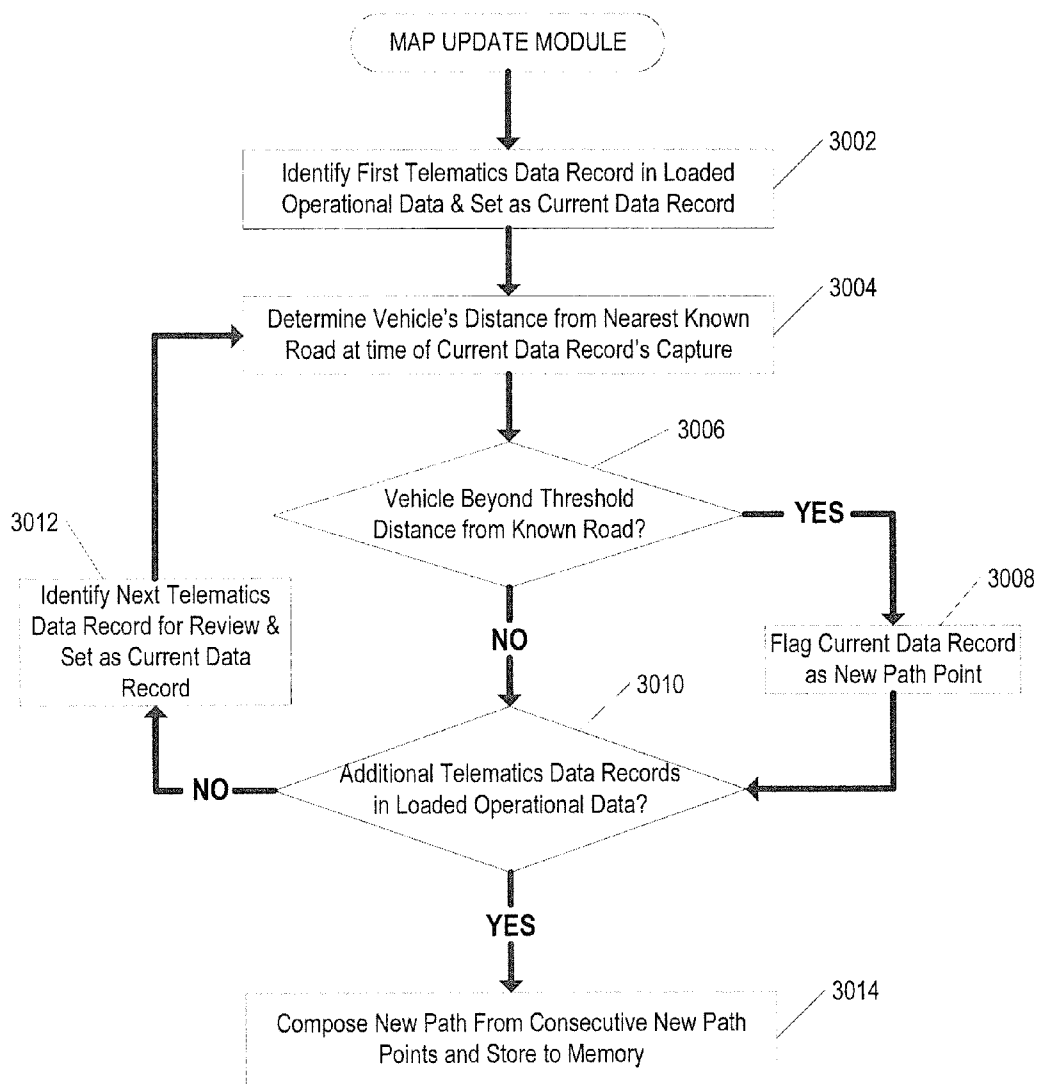 MAP UPDATE MODULE
3002
Identify First Telematics Data Record in Loaded
Operational Data & Set as Current Data Record
3004
Determine Vehicle's Distance from Nearest Known
Road at time of Current Data Record's Capture
3006
Vehicle Beyond Threshold
Distance from Known Road?
YES
3012
Identify Next Telematics
Data Record for Review &
Set as Current Data
Record
3008
Flag Current Data Record
as New Path Point
NO
3010
Additional Telematics Data Records
in Loaded Operational Data?
NO
YES
3014
Compose New Path From Consecutive New Path
Points and Store to Memory